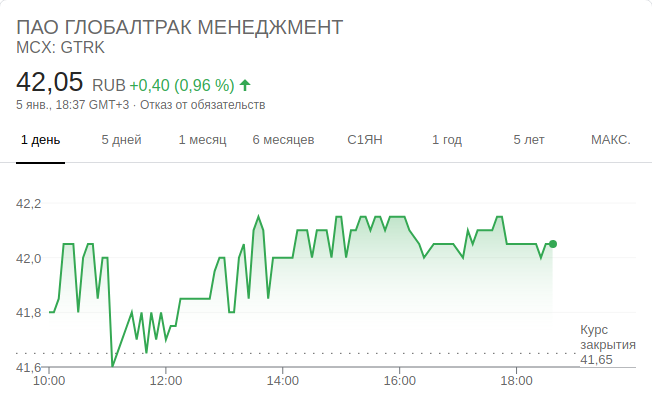 ПАО ГЛОБАЛТРАК МЕНЕДЖМЕНТ
MCX: GTRK
42,05 RUB +0,40 (0,96 %) ↑
5 янв., 18:37 GMT+3 · Отказ от обязательств
1 день 5 дней 1 месяц 6 месяцев С1ЯН 1 год 5 лет МАКС.
42,2
42,0
41,8
Курс
закрытия
41,65
41,6
10:00 12:00 14:00 16:00 18:00